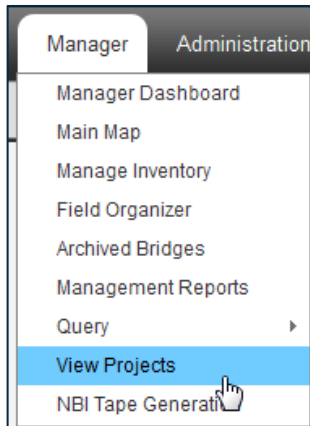 Manager Administration
Manager Dashboard
Main Map
Manage Inventory
Field Organizer
Archived Bridges
Management Reports
Query
View Projects
NBI Tape Generation